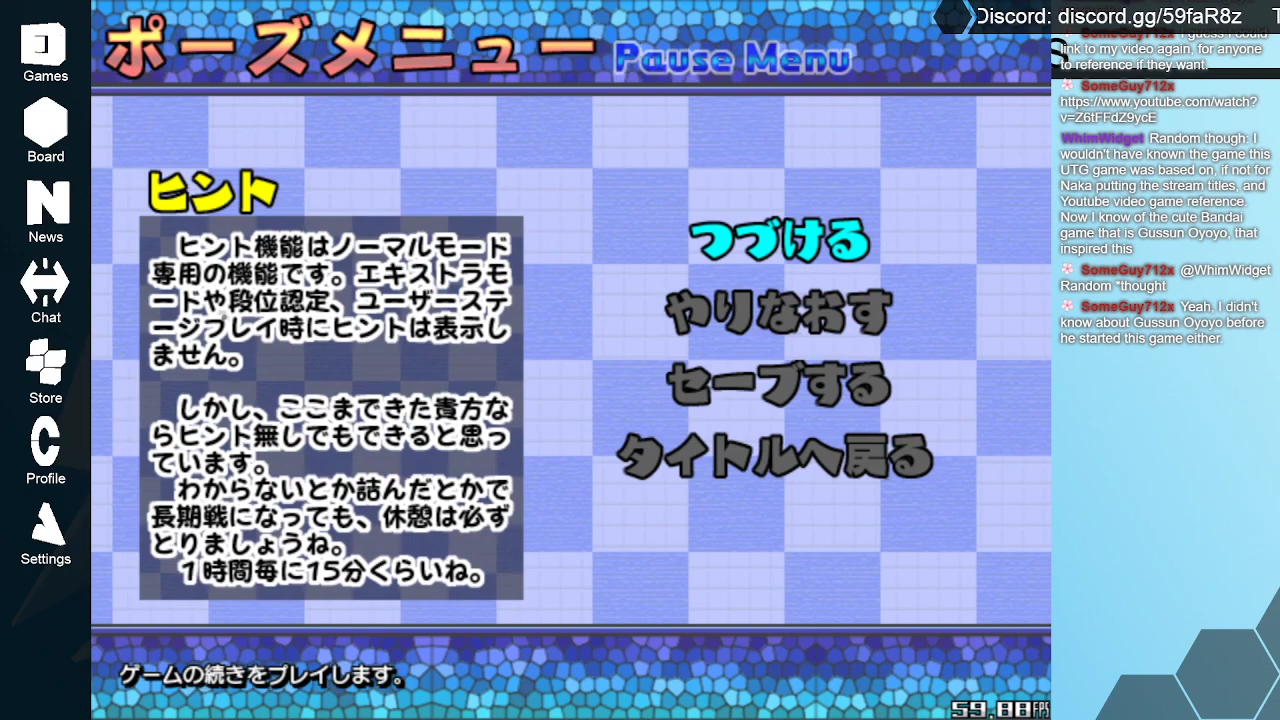 Games
Board
News
Chat
Store
Profile
Settings
ポーズメニュー Pause Menu
ヒント
ヒント機能はノーマルモード
専用の機能です。エキストラモ
ードや段位認定、ユーザーステ
ージプレイ時にヒントは表示し
ません。
しかし、ここまできた貴方な
らヒント無しでもできると思っ
ています。
わからないとか詰んだとかで
長期戦になっても、休憩は必ず
とりましょうね。
1時間毎に15分くらいね。
つづける
やりなおす
セーブする
タイトルへ戻る
ゲームの続きをプレイします。
59.88FPS
Discord: discord.gg/59faR8z
SomeGuy712x I guess I could
link to my video again, for anyone
to reference if they want.
SomeGuy712x
https://www.youtube.com/watch?
v=Z6tFFdZ9ycE
WhimWidget Random though: I
wouldn't have known the game this
UTG game was based on, if not for
Naka putting the stream titles, and
Youtube video game reference.
Now I know of the cute Bandai
game that is Gussun Oyoyo, that
inspired this
SomeGuy712x @WhimWidget
Random *thought
SomeGuy712x Yeah, I didn't
know about Gussun Oyoyo before
he started this game either.